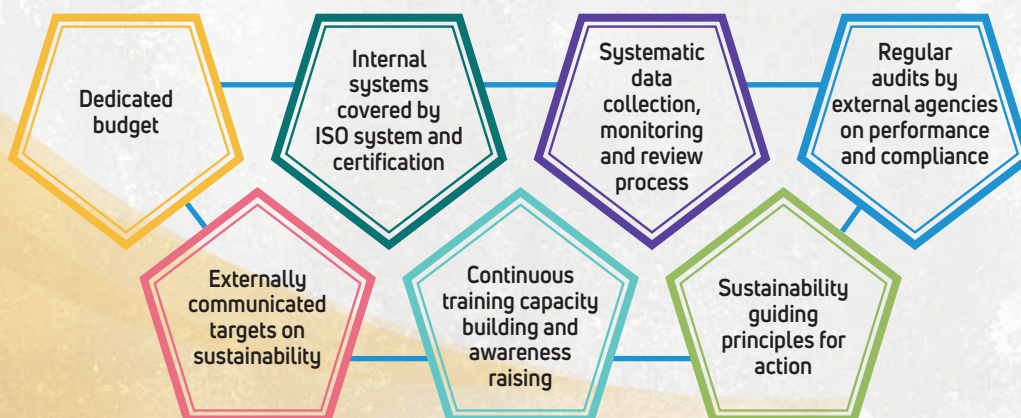 Dedicated
budget
Internal
systems
covered by
ISO system and
certification
Systematic
data
collection,
monitoring
and review
process
Regular
audits by
external agencies
on performance
and compliance
Externally
communicated
targets on
sustainability
Continuous
training capacity
building and
awareness
raising
Sustainability
guiding
principles for
action